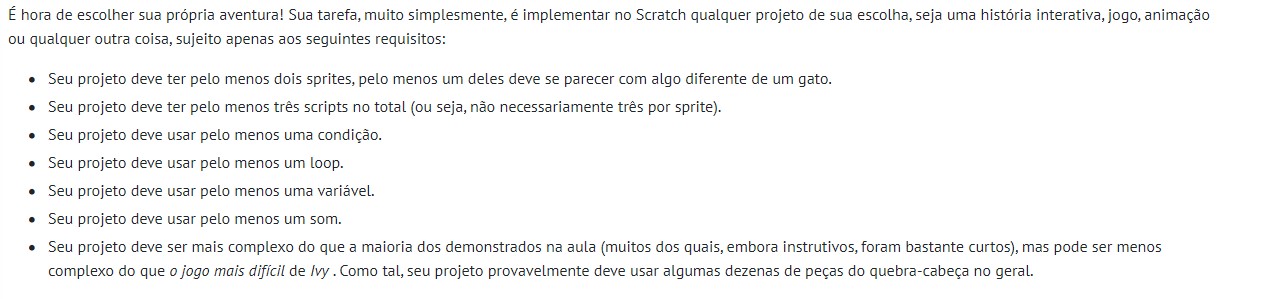 É hora de escolher sua própria aventura! Sua tarefa, muito simplesmente, é implementar no Scratch qualquer projeto de sua escolha, seja uma história interativa, jogo, animação
ou qualquer outra coisa, sujeito apenas aos seguintes requisitos:
• Seu projeto deve ter pelo menos dois sprites, pelo menos um deles deve se parecer com algo diferente de um gato.
• Seu projeto deve ter pelo menos três scripts no total (ou seja, não necessariamente três por sprite).
• Seu projeto deve usar pelo menos uma condição.
• Seu projeto deve usar pelo menos um loop.
• Seu projeto deve usar pelo menos uma variável.
• Seu projeto deve usar pelo menos um som.
• Seu projeto deve ser mais complexo do que a maioria dos demonstrados na aula (muitos dos quais, embora instrutivos, foram bastante curtos), mas pode ser menos
complexo do que o jogo mais difícil de Ivy . Como tal, seu projeto provavelmente deve usar algumas dezenas de peças do quebra-cabeça no geral.